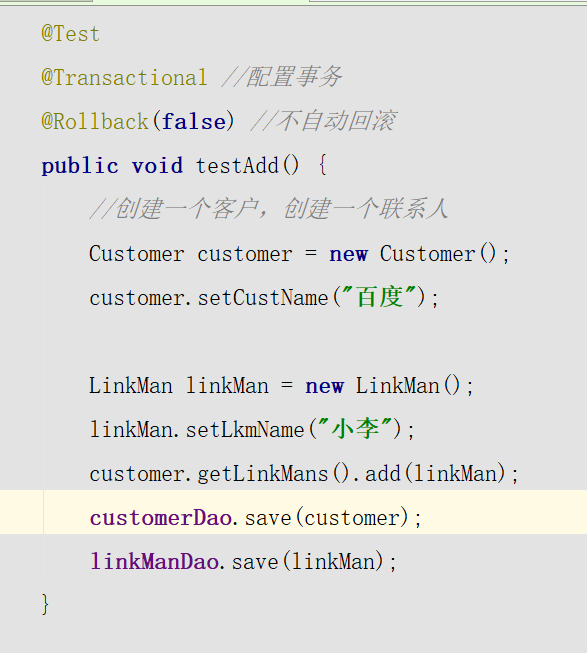 @Test
@Transactional //配置事务
@Rollback(false) //不自动回滚
public void testAdd() {
//创建一个客户，创建一个联系人
Customer customer = new Customer();
customer.setCustName("百度");
LinkMan linkMan = new LinkMan();
linkMan.setLkmName("小李");
customer.getLinkMans().add(linkMan);
customerDao.save(customer);
linkManDao.save(linkMan);
}